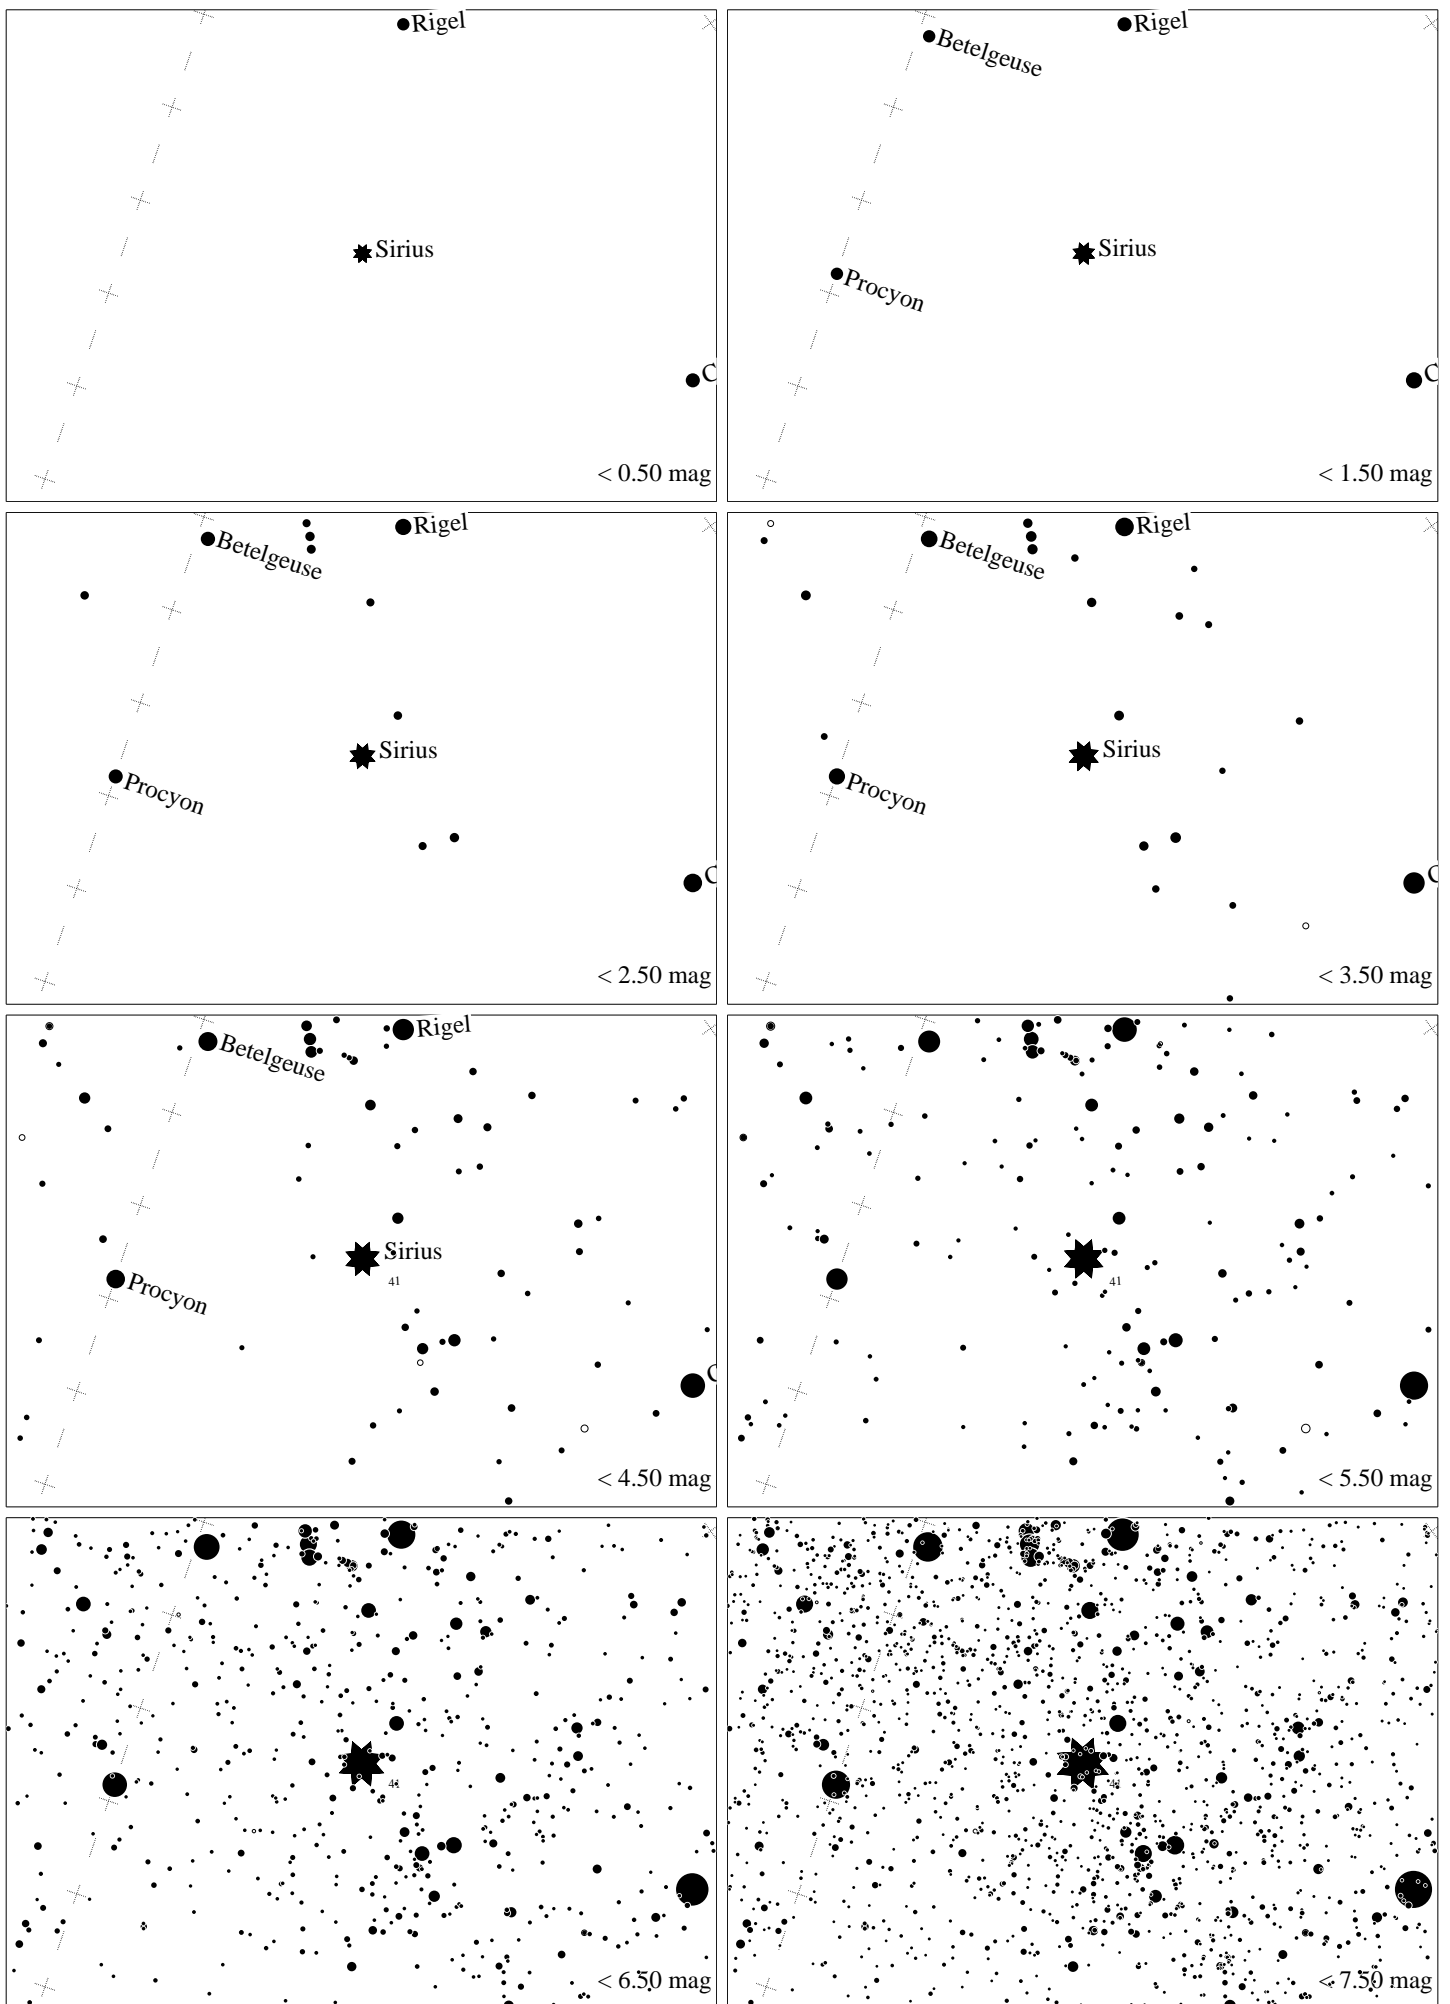 Rigel
Sirius
C
< 0.50 mag
Rigel
Betelgeuse
Sirius
Procyon
C
< 1.50 mag
Rigel
Betelgeuse
Sirius
Procyon
C
< 2.50 mag
Rigel
Betelgeuse
Sirius
Procyon
C
< 3.50 mag
Rigel
Betelgeuse
Sirius
41
Procyon
C
< 4.50 mag
41
< 5.50 mag
41
< 6.50 mag
41
< 7.50 mag